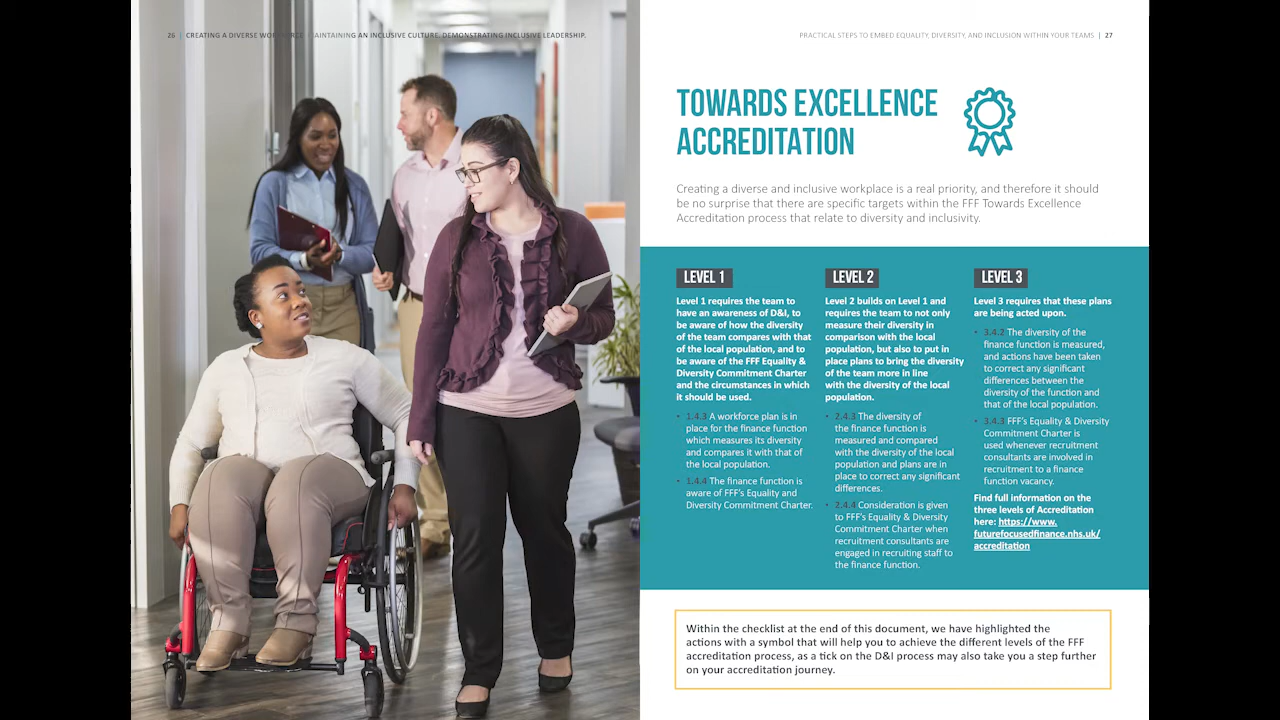 26 | CREATING A DIVERSE WORKFORCE. MAINTAINING AN INCLUSIVE CULTURE. DEMONSTRATING INCLUSIVE LEADERSHIP.
PRACTICAL STEPS TO EMBED EQUALITY, DIVERSITY, AND INCLUSION WITHIN YOUR TEAMS | 27
TOWARDS EXCELLENCE
ACCREDITATION
Creating a diverse and inclusive workplace is a real priority, and therefore it should
be no surprise that there are specific targets within the FFF Towards Excellence
Accreditation process that relate to diversity and inclusivity.
LEVEL 1
Level 1 requires the team to
have an awareness of D&I, to
be aware of how the diversity
of the team compares with that
of the local population, and to
be aware of the FFF Equality &
Diversity Commitment Charter
and the circumstances in which
it should be used.
• 1.4.3 A workforce plan is in
place for the finance function
which measures its diversity
and compares it with that of
the local population.
• 1.4.4 The finance function is
aware of FFF's Equality and
Diversity Commitment Charter.
LEVEL 2
Level 2 builds on Level 1 and
requires the team to not only
measure their diversity in
comparison with the local
population, but also to put in
place plans to bring the diversity
of the team more in line
with the diversity of the local
population.
• 2.4.3 The diversity of
the finance function is
measured and compared
with the diversity of the local
population and plans are in
place to correct any significant
differences.
• 2.4.4 Consideration is given
to FFF's Equality & Diversity
Commitment Charter when
recruitment consultants are
engaged in recruiting staff to
the finance function.
LEVEL 3
Level 3 requires that these plans
are being acted upon.
• 3.4.2 The diversity of the
finance function is measured,
and actions have been taken
to correct any significant
differences between the
diversity of the function and
that of the local population.
• 3.4.3 FFF's Equality & Diversity
Commitment Charter is
used whenever recruitment
consultants are involved in
recruitment to a finance
function vacancy.
Find full information on the
three levels of Accreditation
here: https://www.
futurefocusedfinance.nhs.uk/
accreditation
Within the checklist at the end of this document, we have highlighted the
actions with a symbol that will help you to achieve the different levels of the FFF
accreditation process, as a tick on the D&I process may also take you a step further
on your accreditation journey.